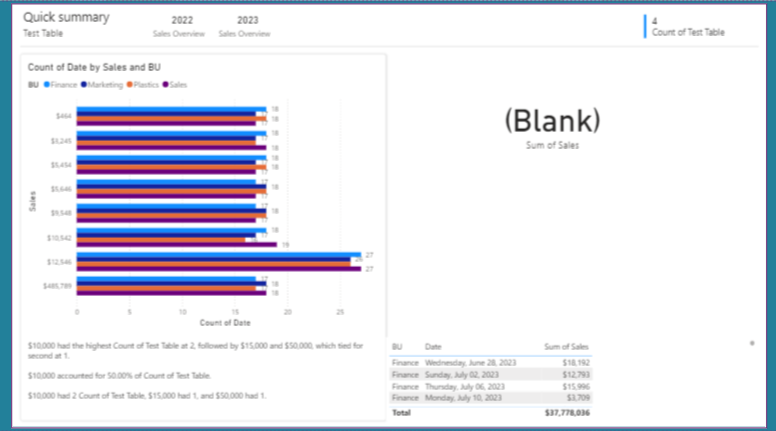 Quick summary
Test Table
2022
Sales Overview
2023
Sales Overview
4
Count of Test Table
Count of Date by Sales and BU
BU Finance Marketing Plastics Sales
$464
$5,245
$5,454
$5,646
$9,548
$10,542
$12,546
$485,789
Sales
18
18
18
18
18
18
18
18
18
18
19
27
27
17
18
18
0 5 10 15 20 25
Count of Date
(Blank)
Sum of Sales
$10,000 had the highest Count of Test Table at 2, followed by $15,000 and $50,000, which tied for
second at 1.
$10,000 accounted for 50.00% of Count of Test Table.
$10,000 had 2 Count of Test Table, $15,000 had 1, and $50,000 had 1.
BU Date Sum of Sales
Finance Wednesday, June 28, 2023 $18,192
Finance Sunday, July 02, 2023 $12,793
Finance Thursday, July 06, 2023 $15,996
Finance Monday, July 10, 2023 $3,709
Total $37,778,036